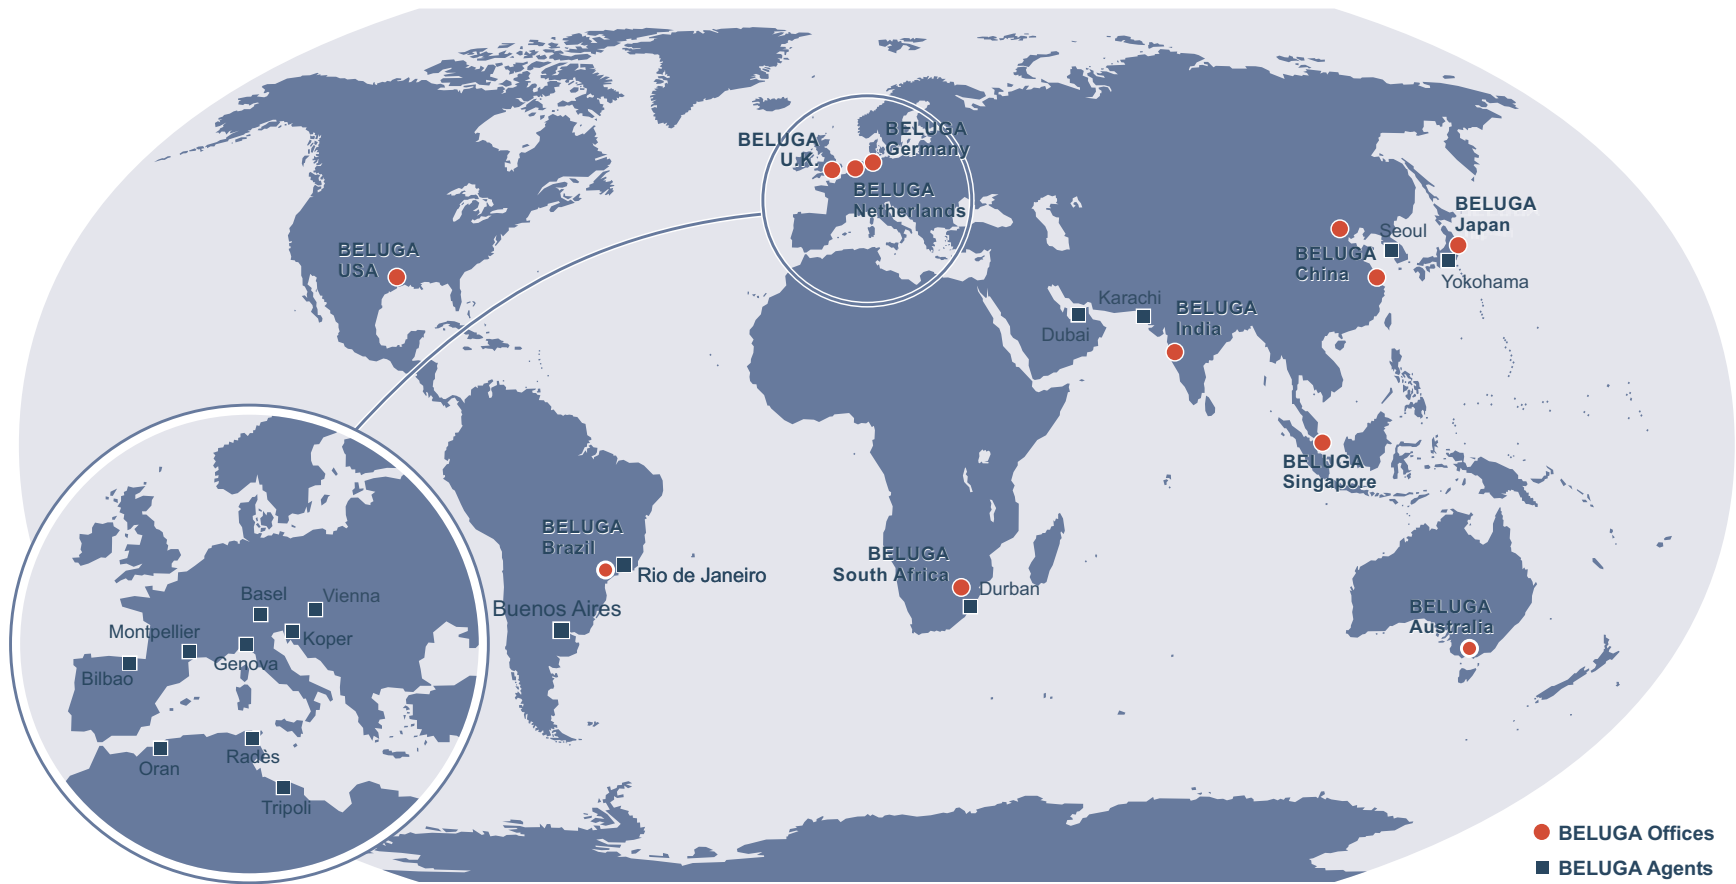 BELUGA
U.K.
BELUGA
Germany
BELUGA
Netherlands
BELUGA
USA
BELUGA
Japan
Seoul
BELUGA
China
Yokohama
Karachi
Dubai
BELUGA
India
BELUGA
Singapore
BELUGA
Brazil
Rio de Janeiro
Buenos Aires
BELUGA
South Africa
Durban
BELUGA
Australia
Basel
Vienna
Montpellier
Koper
Genova
Bilbao
Oran
Radès
Tripoli
BELUGA Offices
BELUGA Agents